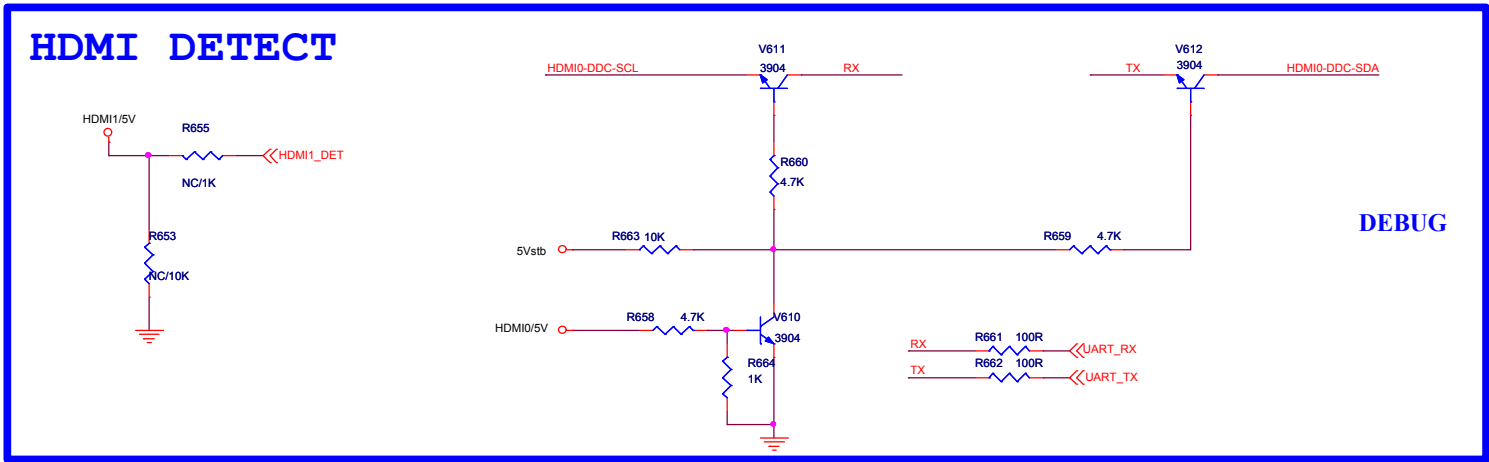 HDMI DETECT
V611
3904
HDMI0-DDC-SCL
RX
V612
3904
TX
HDMI0-DDC-SDA
HDMI1/5V
R655
HDMI1_DET
NC/1K
R660
4.7K
R653
NC/10K
DEBUG
5Vstb
R663 10K
R659 4.7K
HDMI0/5V
R658 4.7K
V610
3904
R664
1K
RX
R661 100R
UART_RX
TX
R662 100R
UART_TX